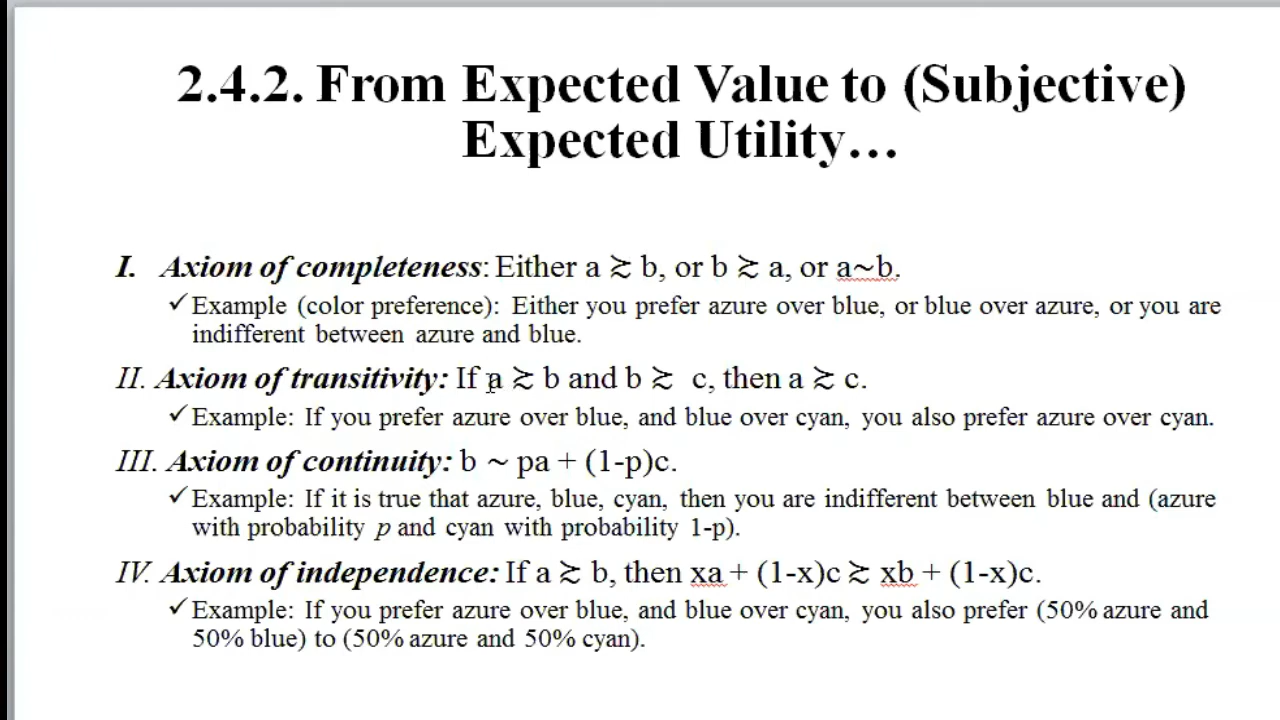 2.4.2. From Expected Value to (Subjective)
Expected Utility…
I. Axiom of completeness: Either a ≿ b, or b ≿ a, or a~b.
✓Example (color preference): Either you prefer azure over blue, or blue over azure, or you are
indifferent between azure and blue.
II. Axiom of transitivity: If a ≿ b and b ≿ c, then a ≿ c.
✓Example: If you prefer azure over blue, and blue over cyan, you also prefer azure over cyan.
III. Axiom of continuity: b ~ pa + (1-p)c.
✓Example: If it is true that azure, blue, cyan, then you are indifferent between blue and (azure
with probability p and cyan with probability 1-p).
IV. Axiom of independence: If a ≿ b, then xa + (1-x)c ≿ xb + (1-x)c.
✓Example: If you prefer azure over blue, and blue over cyan, you also prefer (50% azure and
50% blue) to (50% azure and 50% cyan).